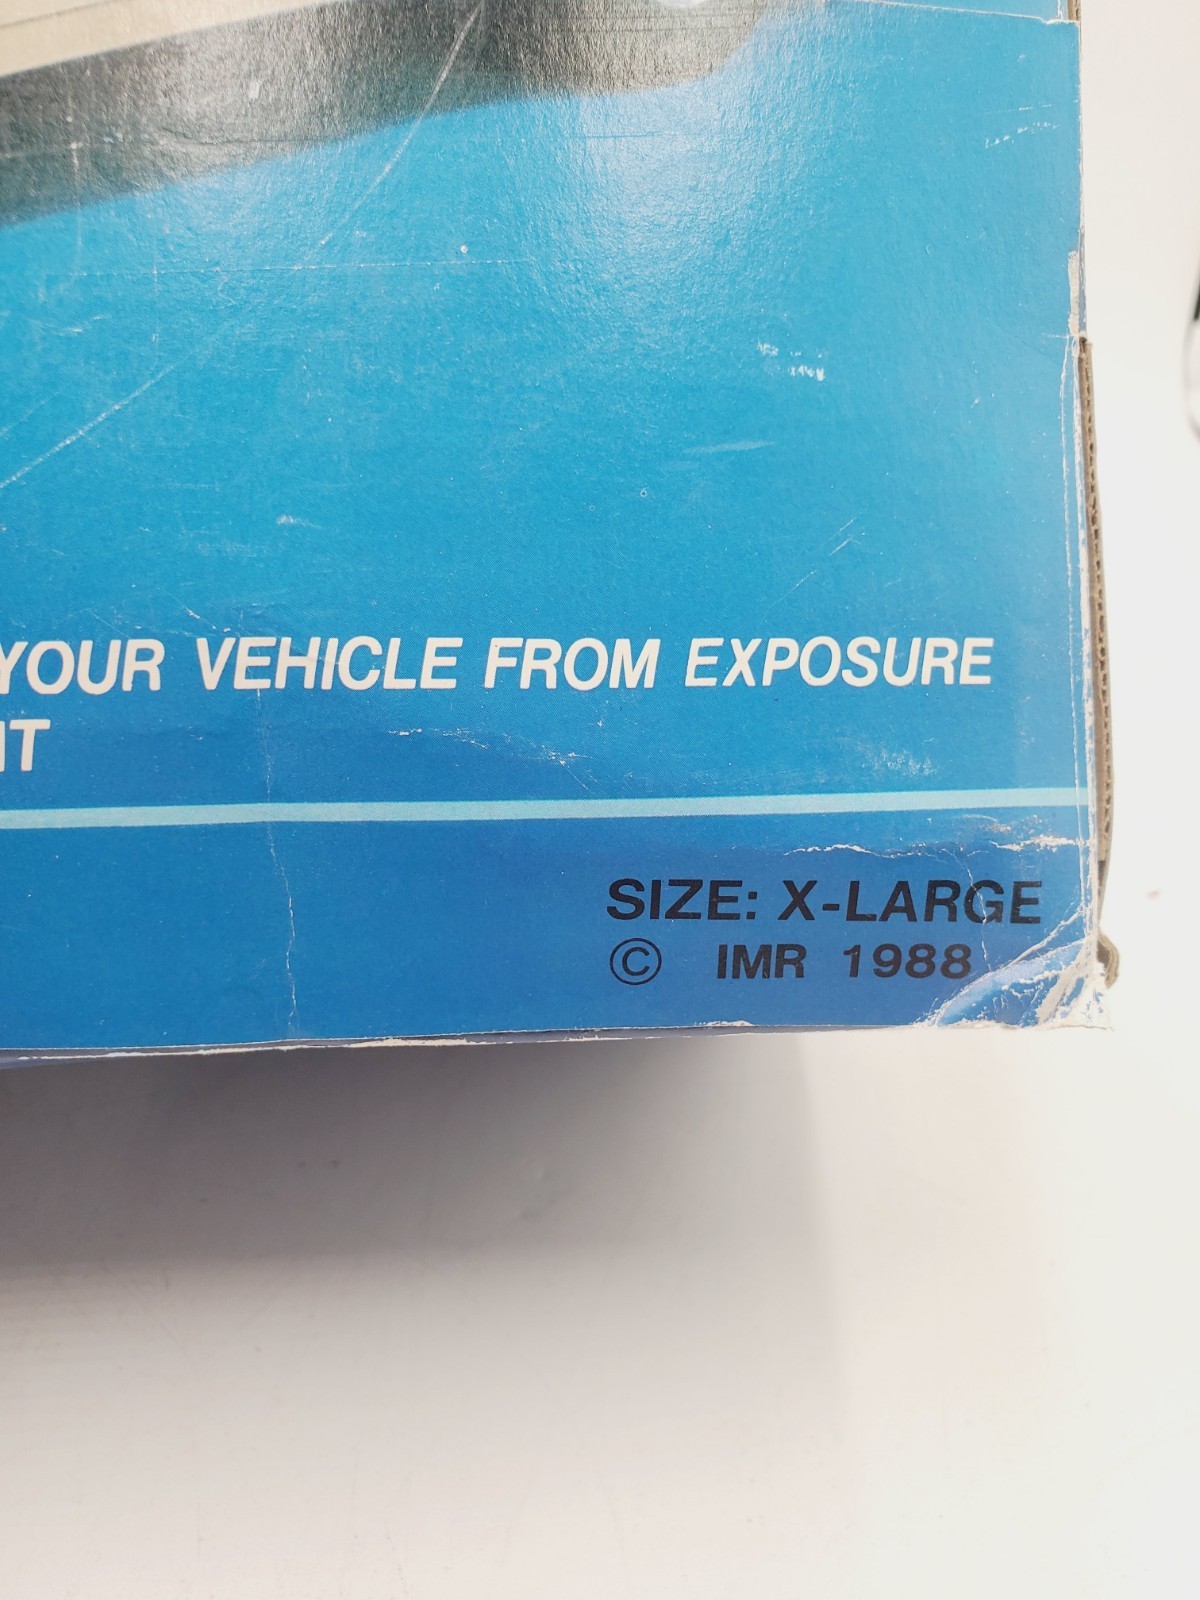 YOUR VEHICLE FROM EXPOSURE
SIZE: X-LARGE
© IMR 1988